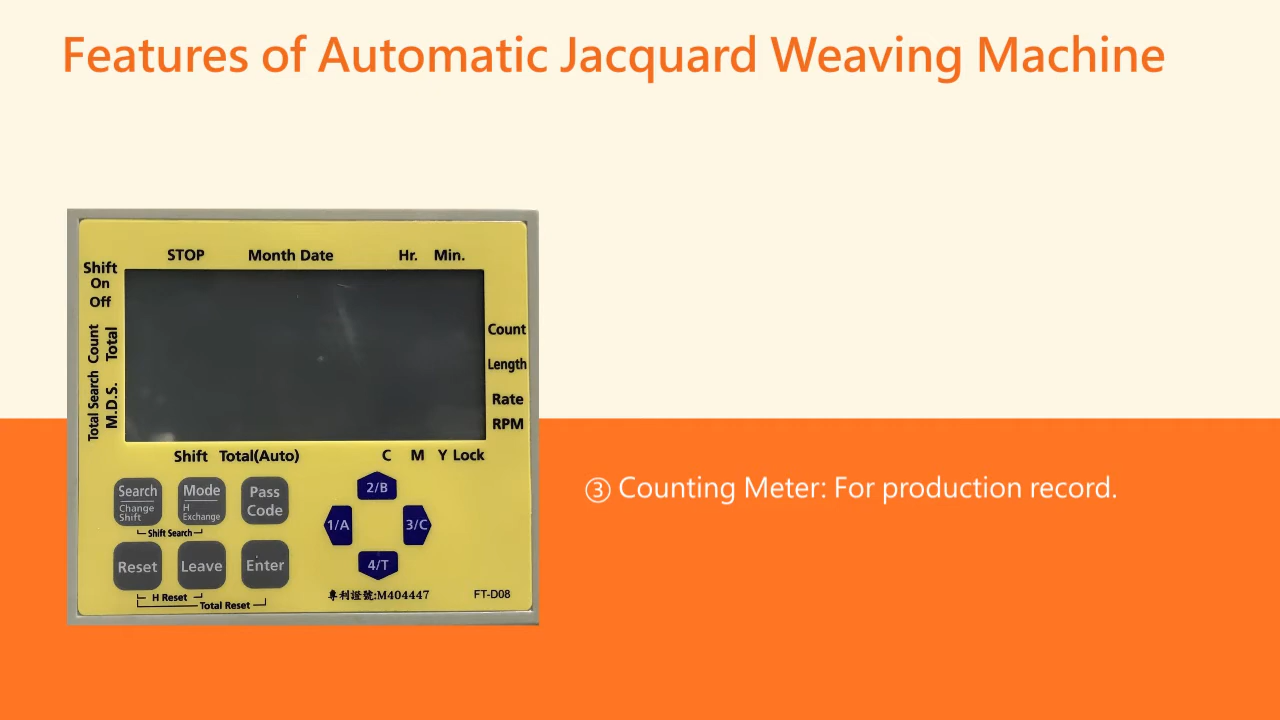 Features of Automatic Jacquard Weaving Machine
STOP Month Date Hr. Min.
Shift
On
Off
Total Search Count
M.D.S. Total
Count
Length
Rate
RPM
Shift Total(Auto) C M Y Lock
Search
Change
Shift
Mode
H
Exchange
Pass
Code
Shift Search
Reset
Leave
Enter
H Reset
Total Reset
2/B
1/A
3/C
4/T
專利證號:M404447
FT-D08
③ Counting Meter: For production record.